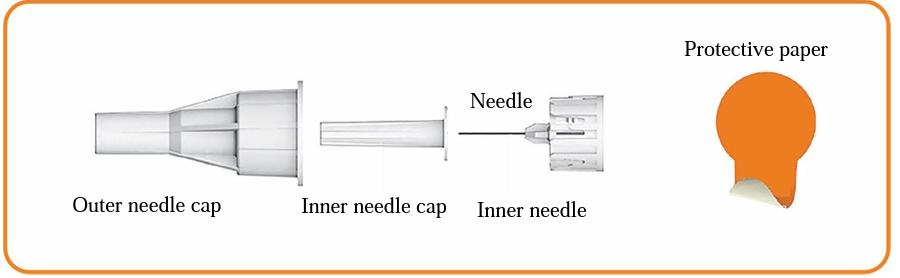 Protective paper
Needle
Outer needle cap
Inner needle cap
Inner needle